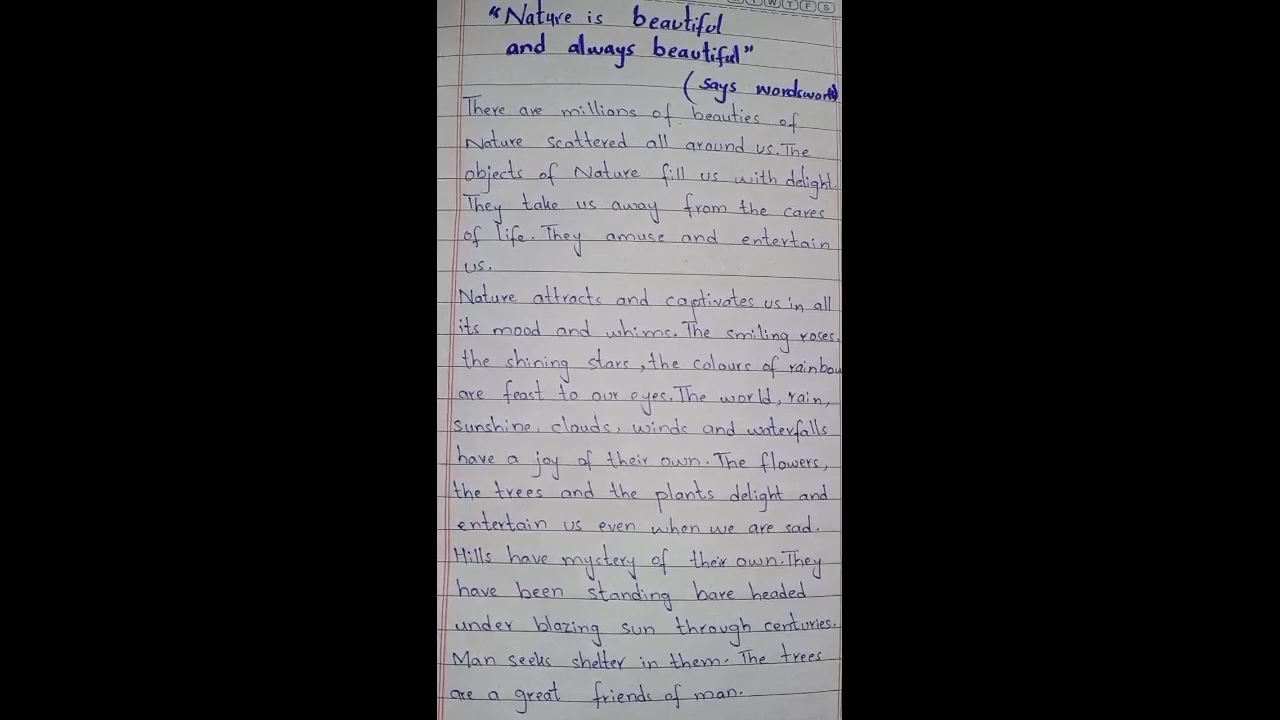 "Nature is beautiful
and always beautiful"
(says wordsworth
There are millions of beauties of
Nature scattered all around us. The
objects of Nature fill us with delight.
They take us away from the cares
of life. They amuse and entertain
us.
Nature attracts and captivates us in all
its mood and whims. The smiling roses,
the shining stars, the colours of rainbow
are feast to our eyes. The world, rain,
sunshine, clouds, winds and waterfalls
have a joy of their own. The flowers,
the trees and the plants delight and
entertain us even when we are sad.
Hills have mystery of their own. They
have been standing bare headed
under blazing sun through centuries.
Man seeks shelter in them. The trees
are a great friends of man.